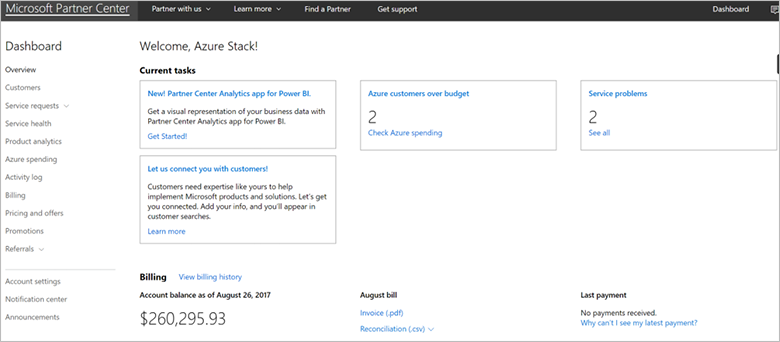 Microsoft Partner Center
Partner with us
Learn more
Find a Partner
Get support
Dashboard
Dashboard
Overview
Customers
Service requests
Service health
Product analytics
Azure spending
Activity log
Billing
Pricing and offers
Promotions
Referrals
Account settings
Notification center
Announcements
Welcome, Azure Stack!
Current tasks
New! Partner Center Analytics app for Power BI.
Get a visual representation of your business data with
Partner Center Analytics app for Power BI.
Get Started!
Azure customers over budget
2
Check Azure spending
Service problems
2
See all
Let us connect you with customers!
Customers need expertise like yours to help
implement Microsoft products and solutions. Let's get
you connected. Add your info, and you'll appear in
customer searches.
Learn more
Billing
View billing history
Account balance as of August 26, 2017
$260,295.93
August bill
Invoice (.pdf)
Reconciliation (.csv)
Last payment
No payments received.
Why can't I see my latest payment?